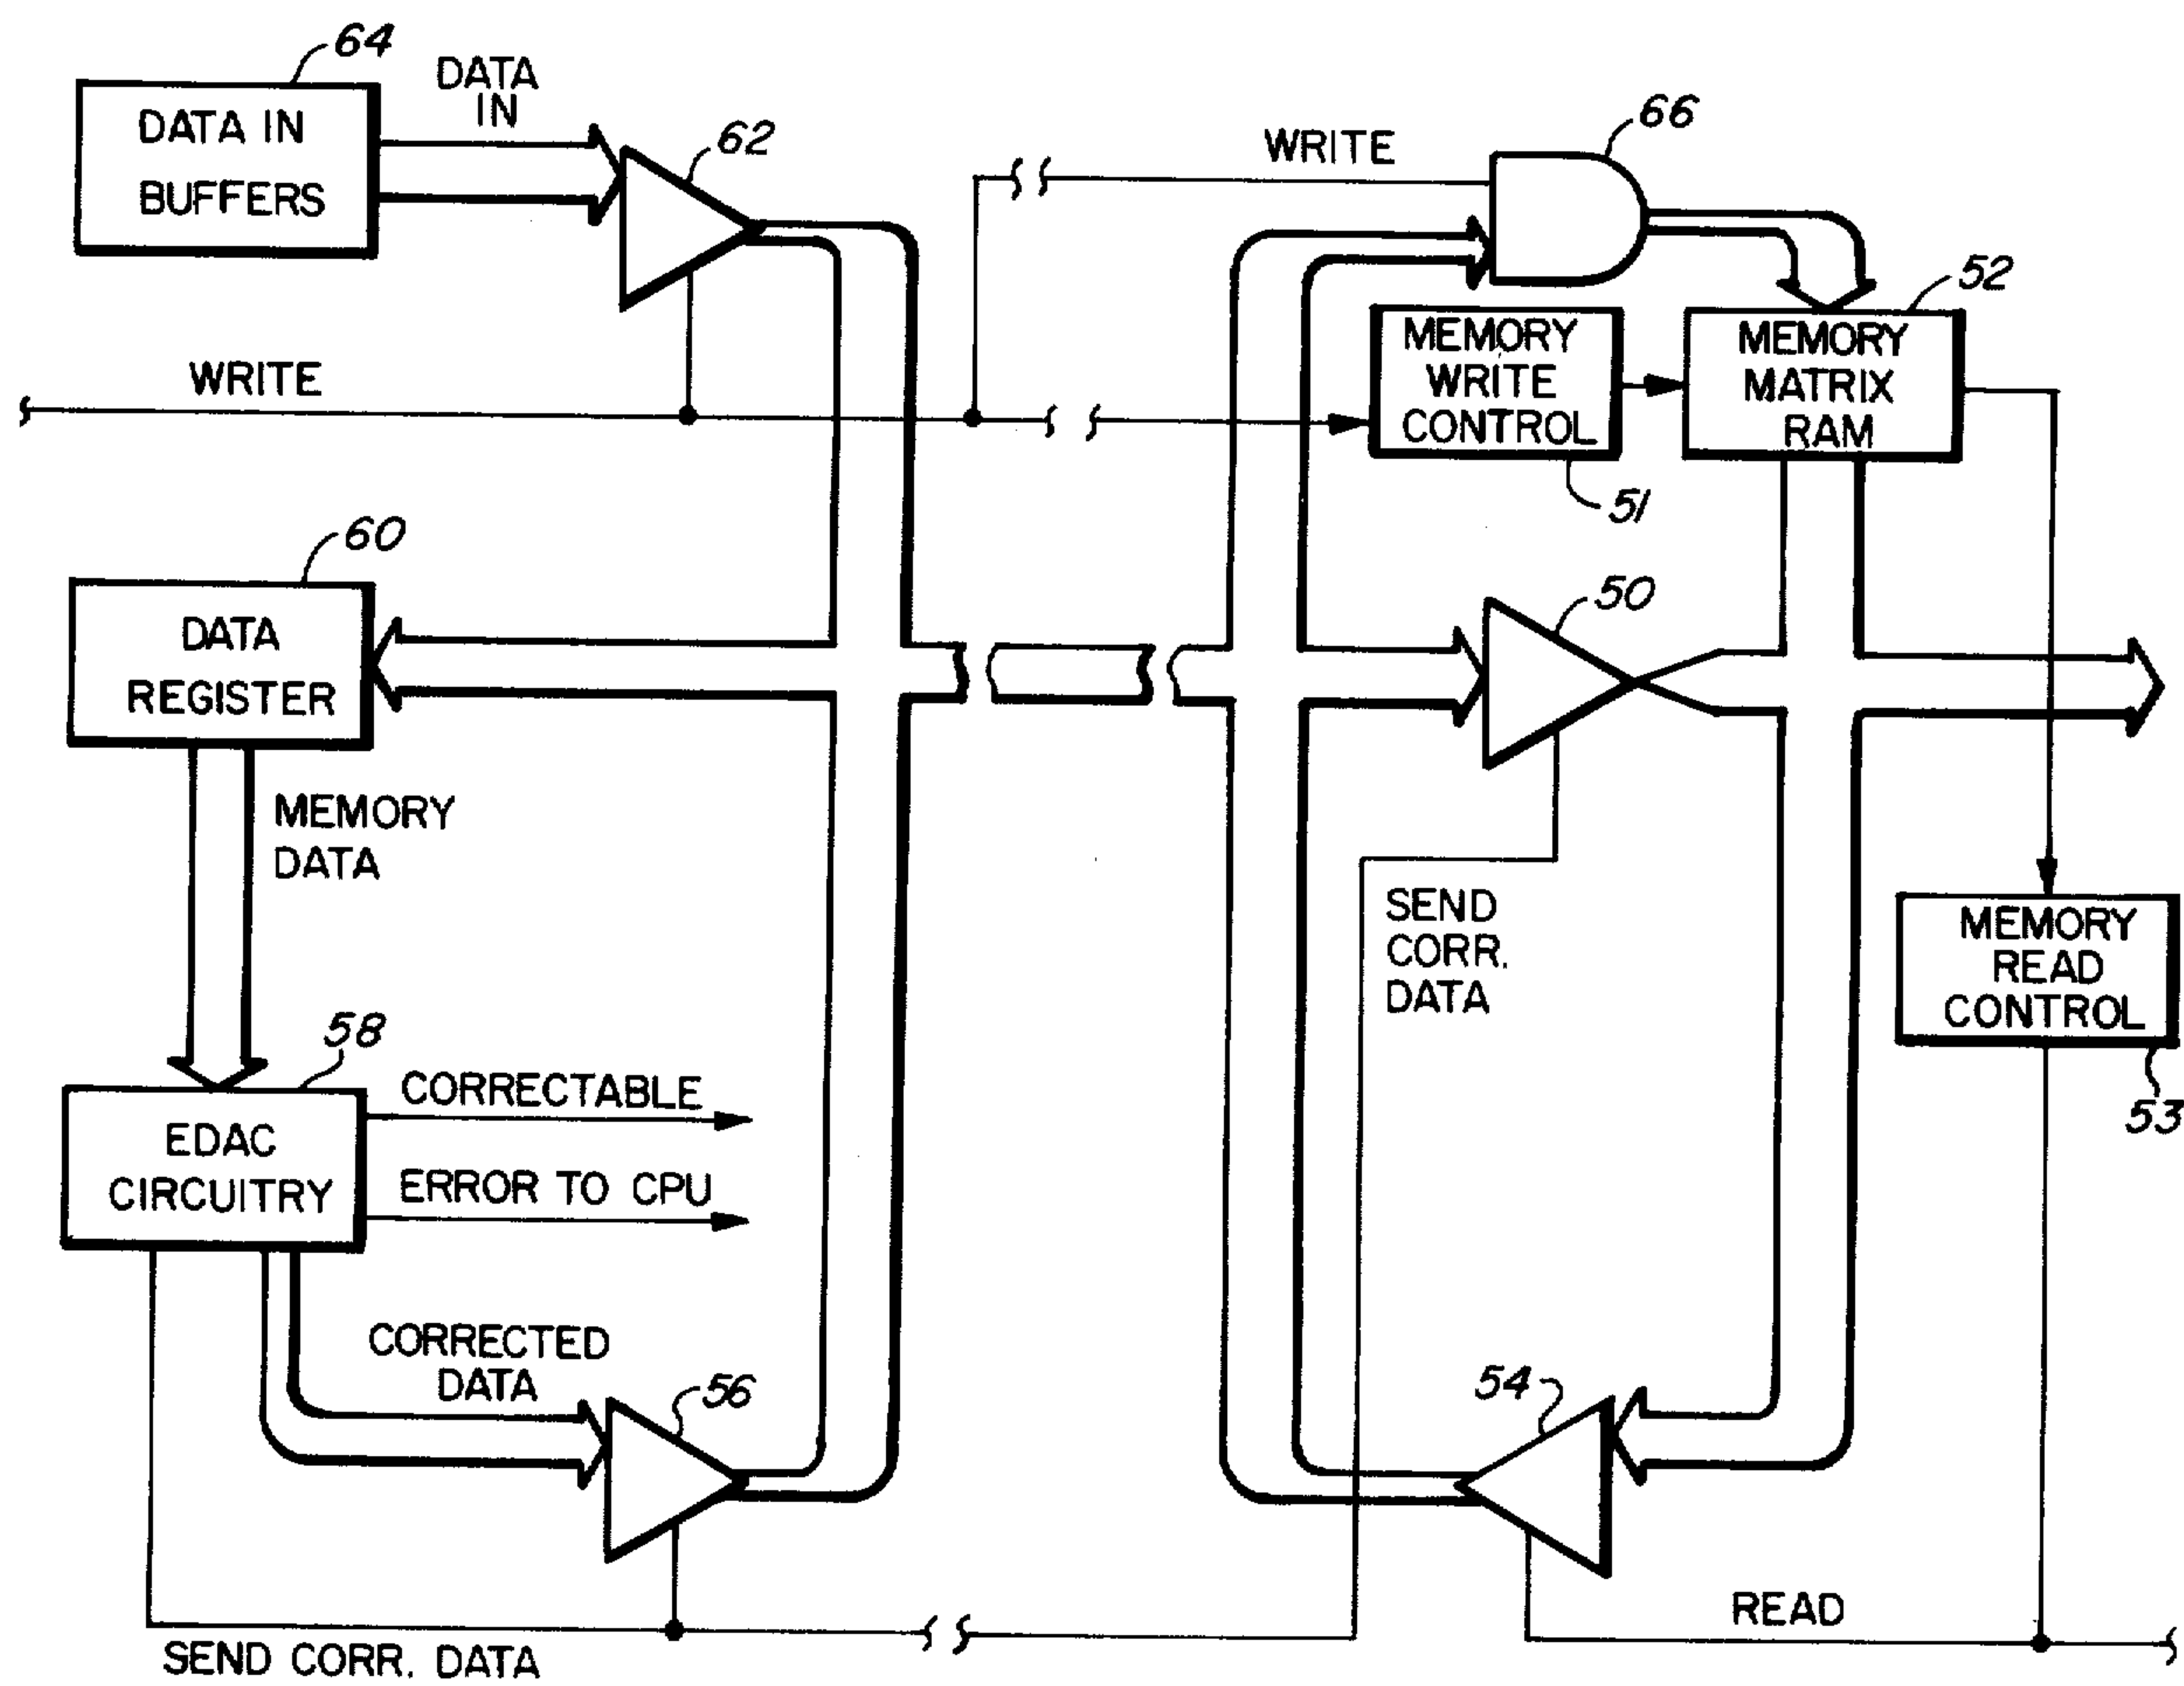 64
DATA IN
BUFFERS
DATA
IN
62
WRITE
66
WRITE
MEMORY
WRITE
CONTROL
51
52
MEMORY
MATRIX
RAM
60
DATA
REGISTER
50
MEMORY
DATA
SEND
CORR.
DATA
MEMORY
READ
CONTROL
53
58
EDAC
CIRCUITRY
CORRECTABLE
ERROR TO CPU
CORRECTED
DATA
56
54
READ
SEND CORR. DATA